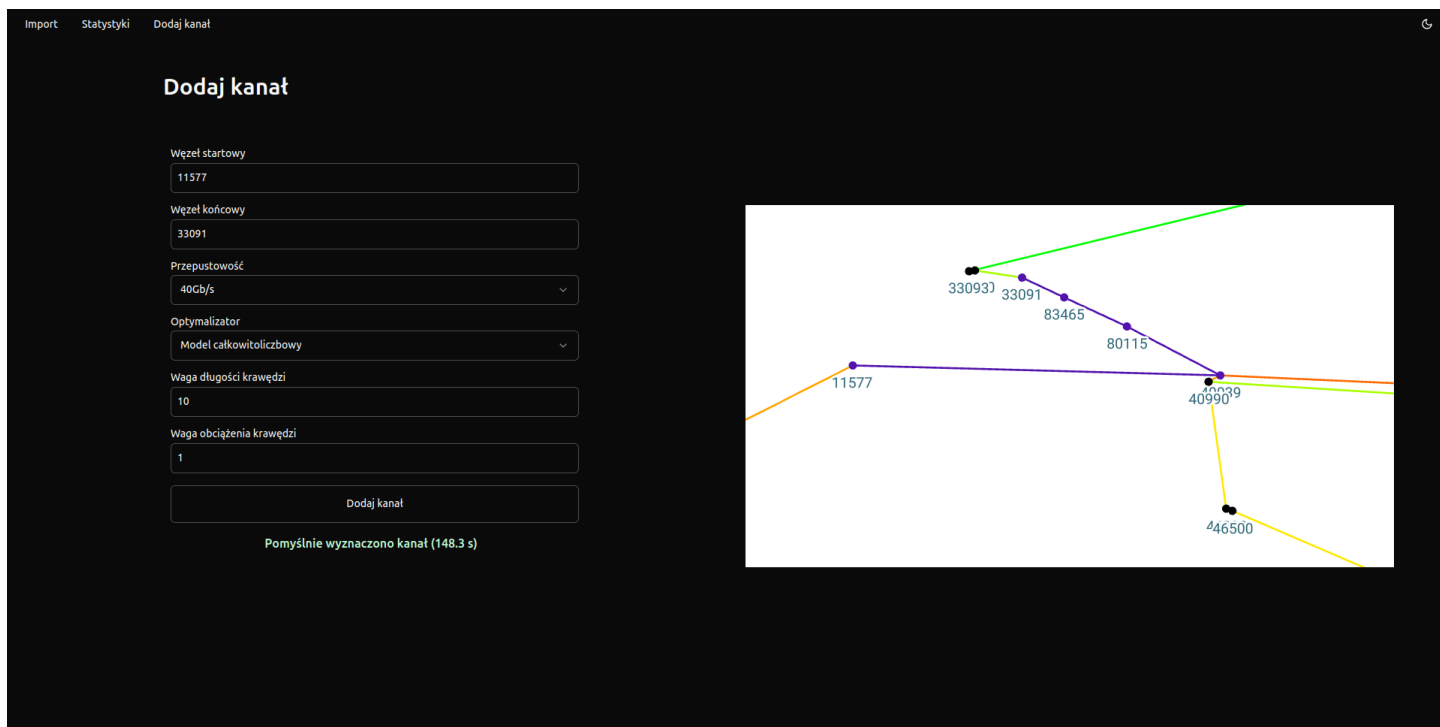 Import Statystyki Dodaj kanał
Dodaj kanał
Węzeł startowy
11577
Węzeł końcowy
33091
Przepustowość
40Gb/s
Optymalizator
Model całkowitoliczbowy
Waga długości krawędzi
10
Waga obciążenia krawędzi
1
Dodaj kanał
Pomyślnie wyznaczono kanał (148.3 s)
33093
33091
83465
80115
11577
40990
46500